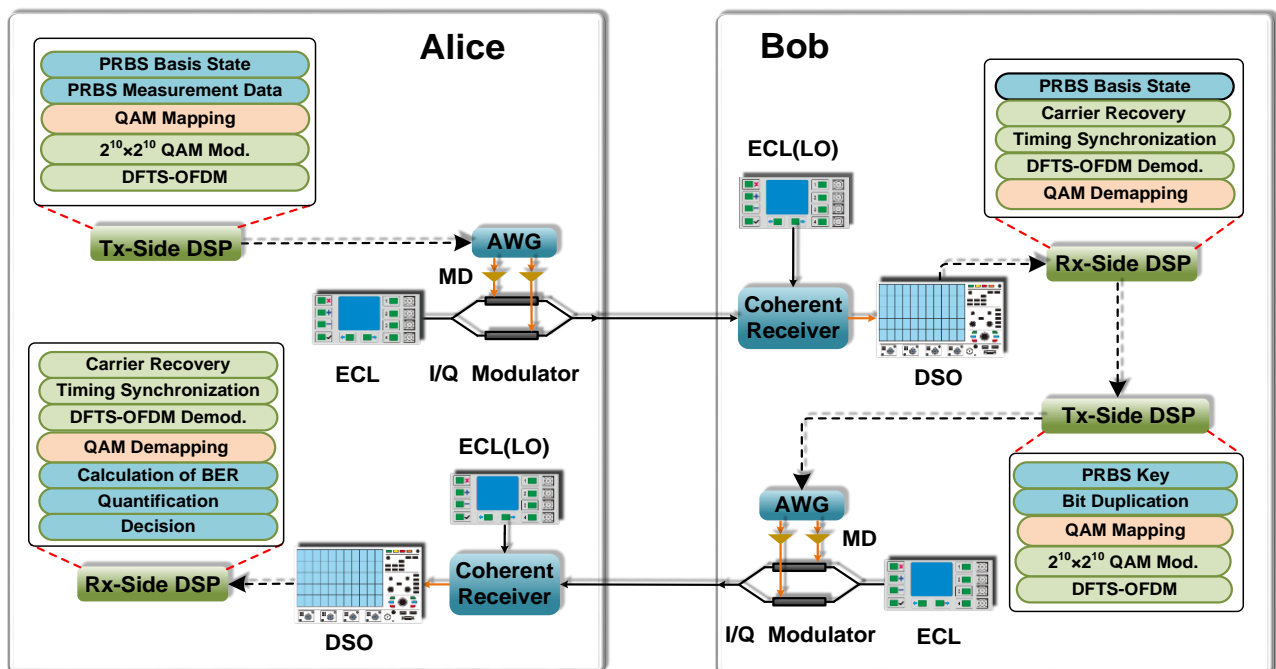 Alice
PRBS Basis State
PRBS Measurement Data
QAM Mapping
2¹⁰×2¹⁰ QAM Mod.
DFTS-OFDM
Tx-Side DSP
AWG
MD
ECL
I/Q Modulator
Carrier Recovery
Timing Synchronization
DFTS-OFDM Demod.
QAM Demapping
Calculation of BER
Quantification
Decision
Rx-Side DSP
ECL(LO)
Coherent
Receiver
DSO
Bob
PRBS Basis State
Carrier Recovery
Timing Synchronization
DFTS-OFDM Demod.
QAM Demapping
Rx-Side DSP
ECL(LO)
Coherent
Receiver
DSO
Tx-Side DSP
PRBS Key
Bit Duplication
QAM Mapping
2¹⁰×2¹⁰ QAM Mod.
DFTS-OFDM
AWG
MD
I/Q Modulator
ECL